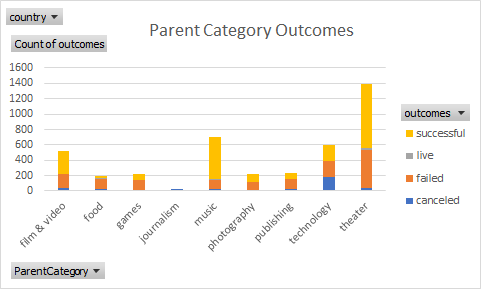 country
Parent Category Outcomes
Count of outcomes
1600
1400
1200
1000
800
600
400
200
0
film & video
food
games
journalism
music
photography
publishing
technology
theater
outcomes
successful
live
failed
canceled
ParentCategory